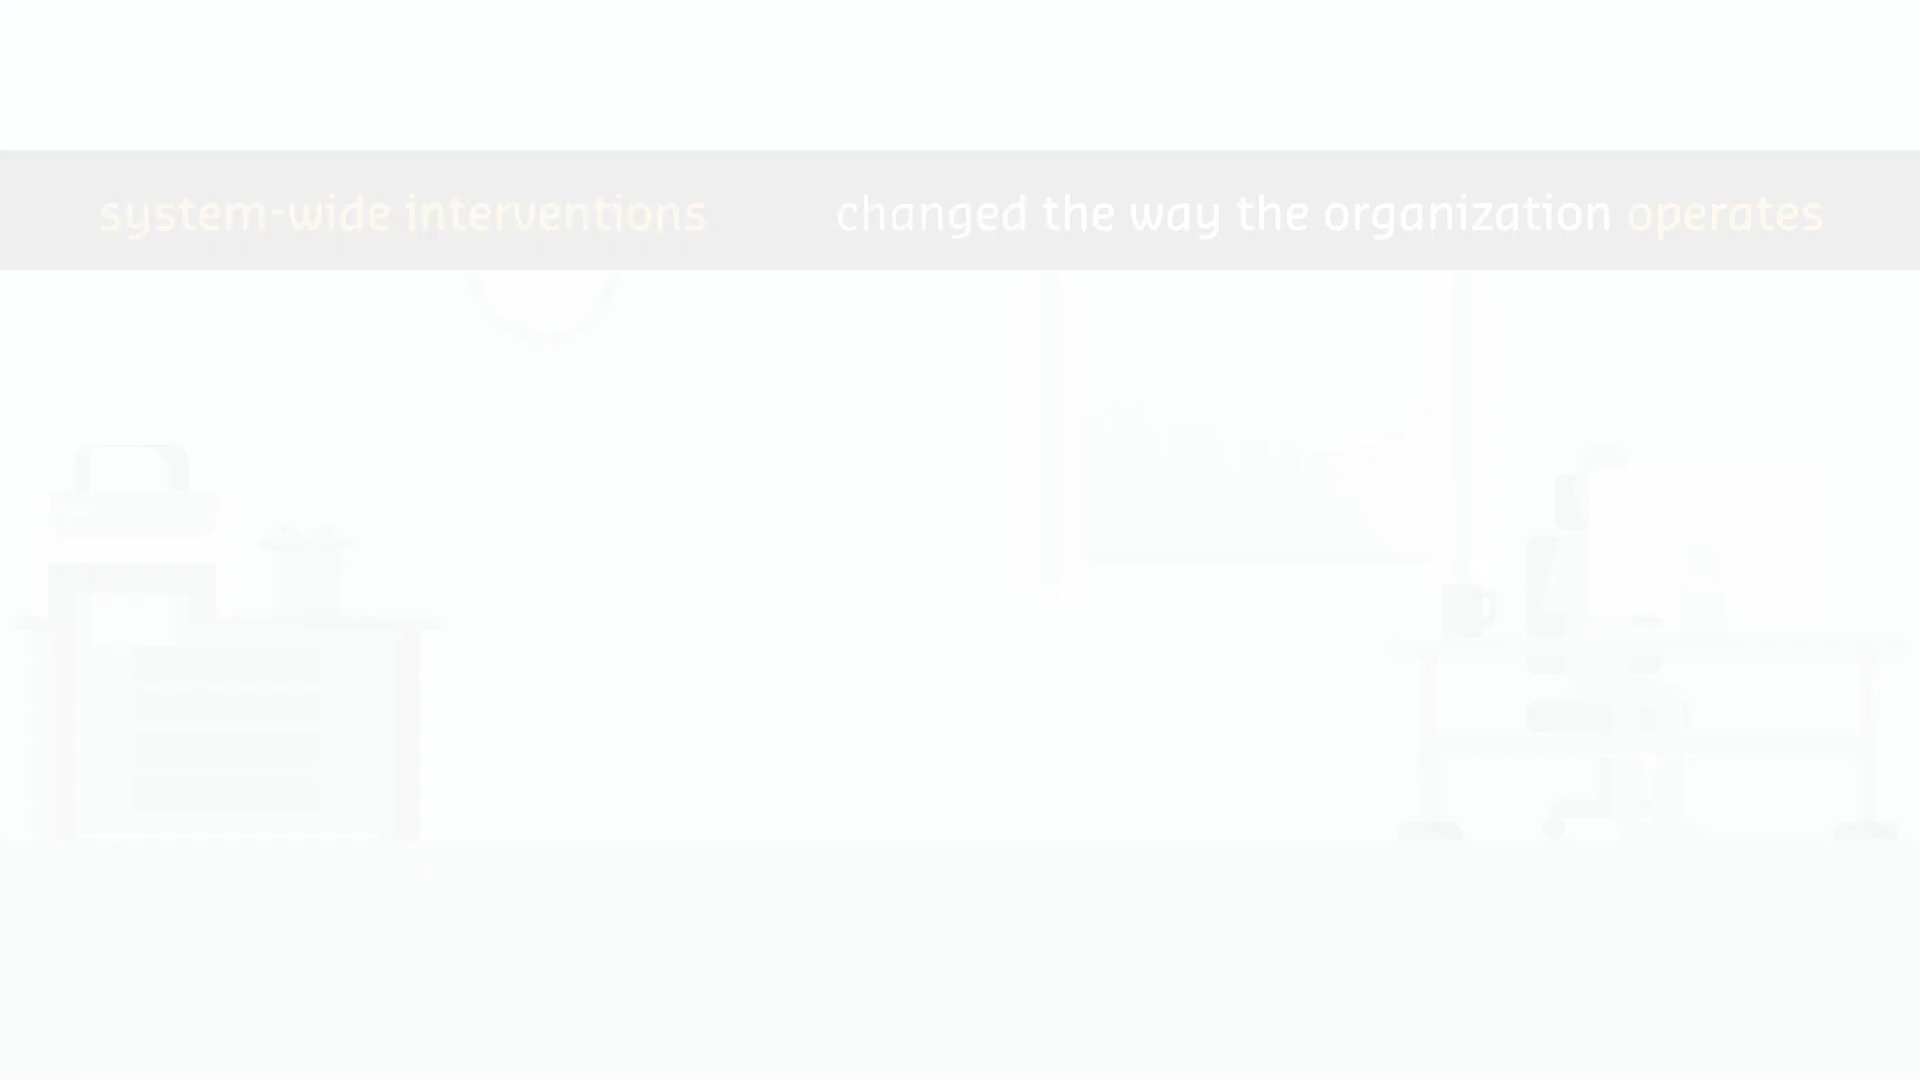 system-wide interventions changed the way the organization operates